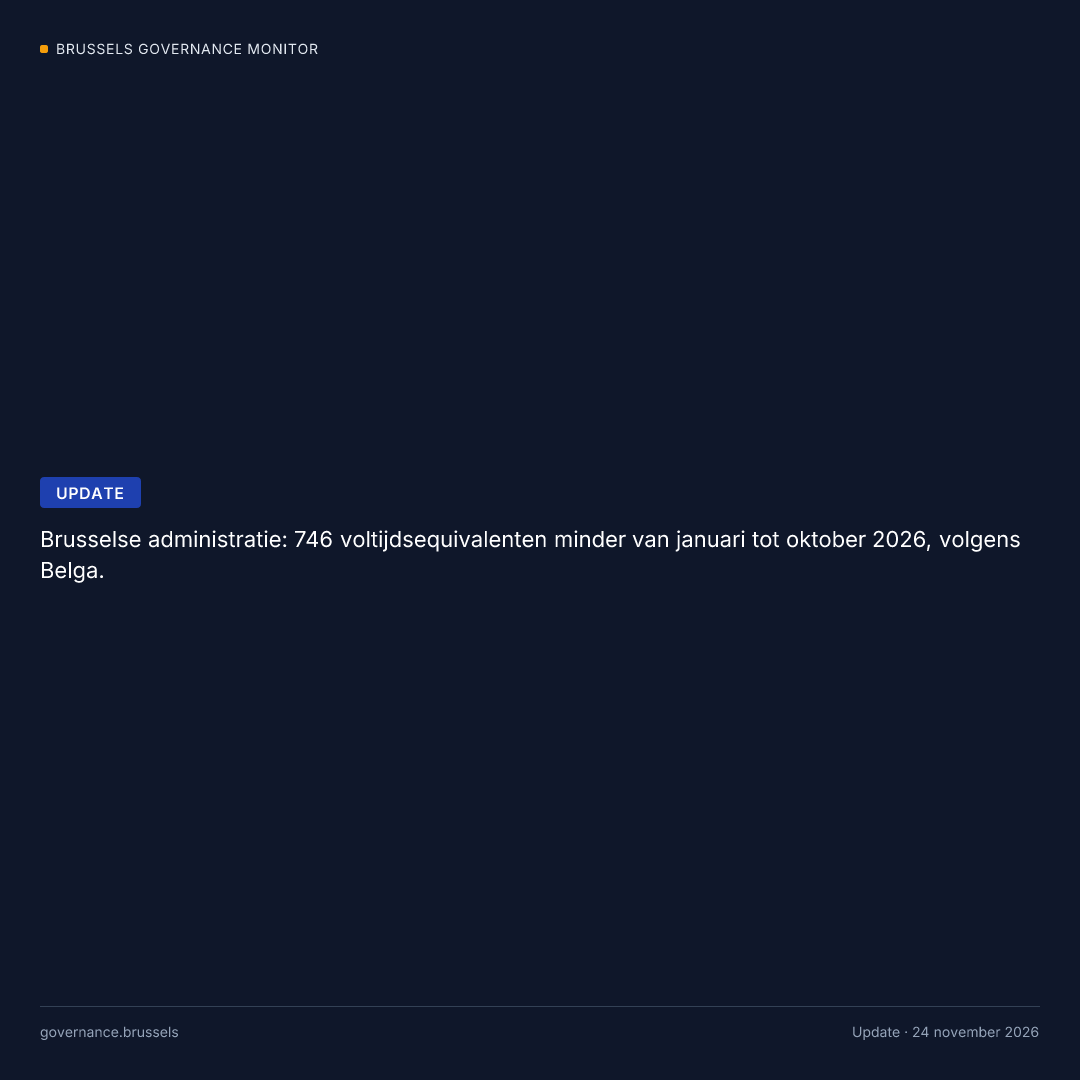 BRUSSELS GOVERNANCE MONITOR
UPDATE
Brusselse administratie: 746 voltijdsequivalenten minder van januari tot oktober 2026, volgens
Belga.
governance.brussels
Update · 24 november 2026